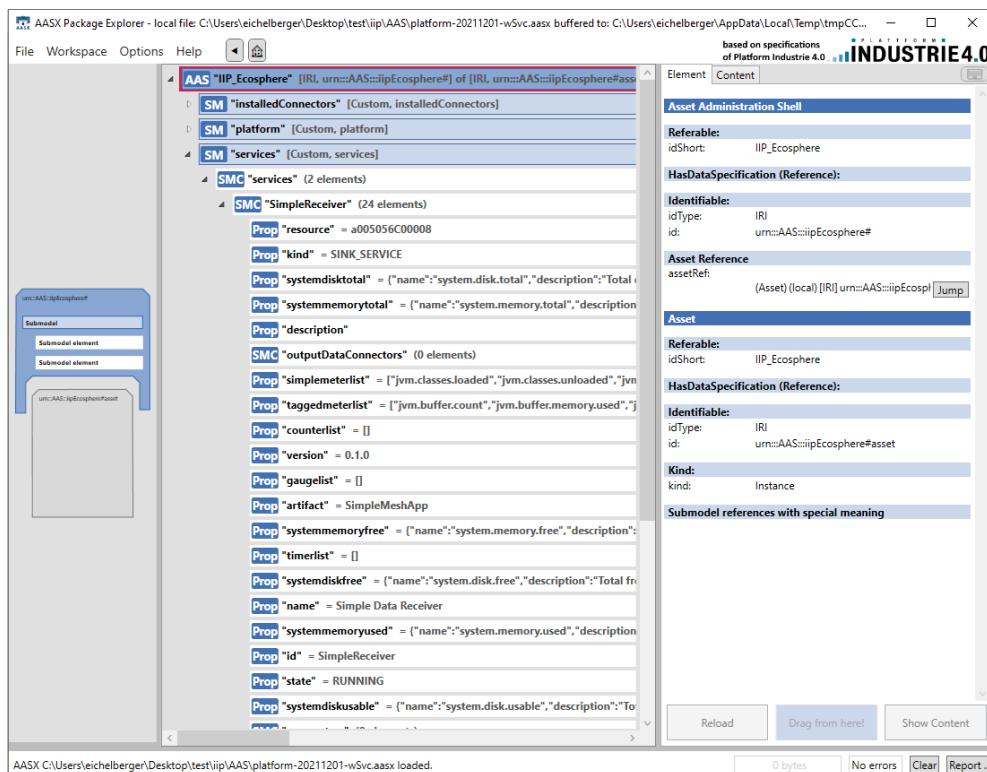 AASX Package Explorer - local file: C:\Users\eichelberger\Desktop\test\iip\AAS\platform-20211201-wSvc.aasx buffered to: C:\Users\eichelberger\AppData\Local\Temp\tmpCC...
File Workspace Options Help
based on specifications
of Platform Industrie 4.0
PLATTFORM
INDUSTRIE4.0
urn:::AAS:::iipEcosphere#
Submodel
Submodel element
Submodel element
urn:::AAS:::iipEcosphere#asset
AAS "IIP_Ecosphere" [IRI, urn:::AAS:::iipEcosphere#] of [IRI, urn:::AAS:::iipEcosphere#asse
SM "installedConnectors" [Custom, installedConnectors]
SM "platform" [Custom, platform]
SM "services" [Custom, services]
SMC "services" (2 elements)
SMC "SimpleReceiver" (24 elements)
Prop "resource" = a005056C00008
Prop "kind" = SINK_SERVICE
Prop "systemdisktotal" = {"name":"system.disk.total","description":"Total
Prop "systemmemorytotal" = {"name":"system.memory.total","description
Prop "description"
SMC "outputDataConnectors" (0 elements)
Prop "simplemeterlist" = ["jvm.classes.loaded","jvm.classes.unloaded","jvm
Prop "taggedmeterlist" = ["jvm.buffer.count","jvm.buffer.memory.used","j
Prop "counterlist" = []
Prop "version" = 0.1.0
Prop "gaugelist" = []
Prop "artifact" = SimpleMeshApp
Prop "systemmemoryfree" = {"name":"system.memory.free","description":
Prop "timerlist" = []
Prop "systemdiskfree" = {"name":"system.disk.free","description":"Total fr
Prop "name" = Simple Data Receiver
Prop "systemmemoryused" = {"name":"system.memory.used","description
Prop "id" = SimpleReceiver
Prop "state" = RUNNING
Prop "systemdiskusable" = {"name":"system.disk.usable","description":"To
Element Content
Asset Administration Shell
Referable:
idShort: IIP_Ecosphere
HasDataSpecification (Reference):
Identifiable:
idType: IRI
id: urn:::AAS:::iipEcosphere#
Asset Reference
assetRef:
(Asset) (local) [IRI] urn:::AAS:::iipEcosp Jump
Asset
Referable:
idShort: IIP_Ecosphere
HasDataSpecification (Reference):
Identifiable:
idType: IRI
id: urn:::AAS:::iipEcosphere#asset
Kind:
kind: Instance
Submodel references with special meaning
Reload Drag from here! Show Content
AASX C:\Users\eichelberger\Desktop\test\iip\AAS\platform-20211201-wSvc.aasx loaded. 0 bytes No errors Clear Report..